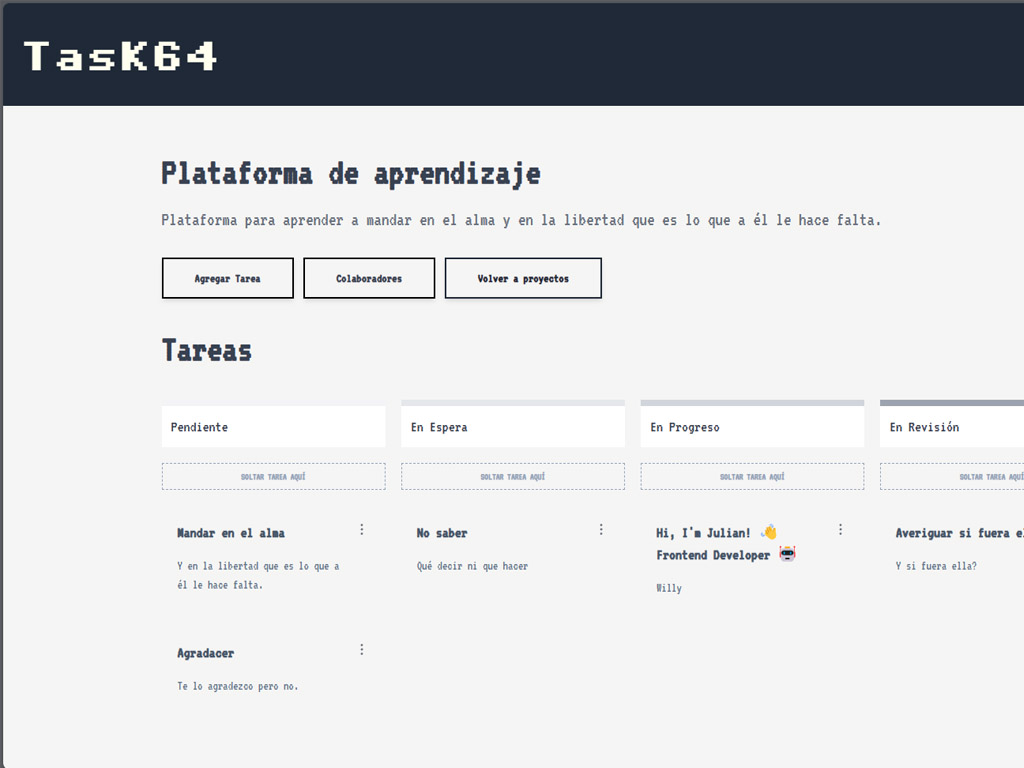 TasK64
Plataforma de aprendizaje
Plataforma para aprender a mandar en el alma y en la libertad que es lo que a él le hace falta.
Agregar Tarea
Colaboradores
Volver a proyectos
Tareas
Pendiente
En Espera
En Progreso
En Revisión
SOLTAR TAREA AQUÍ
SOLTAR TAREA AQUÍ
SOLTAR TAREA AQUÍ
SOLTAR TAREA AQUÍ
Mandar en el alma
Y en la libertad que es lo que a
él le hace falta.
Agradacer
Te lo agradezoo pero no.
No saber
Qué decir ni que hacer
Hi, I'm Julian! 👋
Frontend Developer 🤖
Willy
Averiguar si fuera
Y si fuera ella?